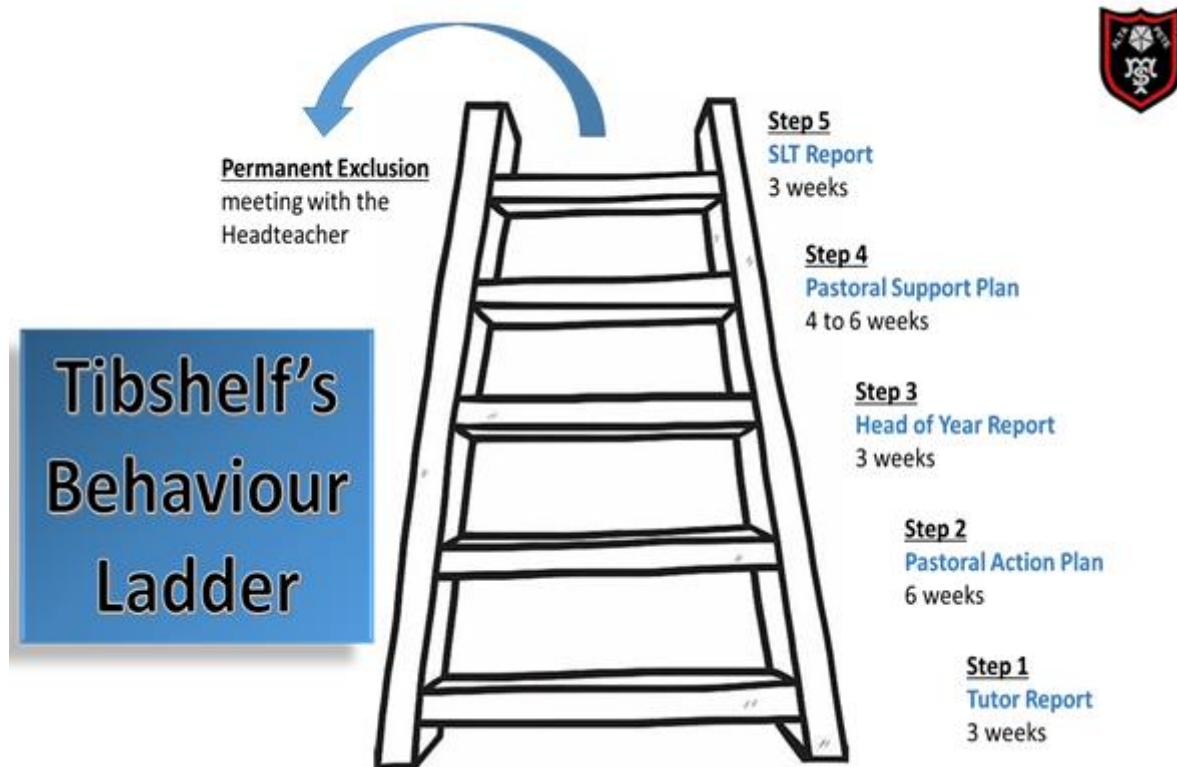 ALTA PETE
Step 5
SLT Report
3 weeks
Permanent Exclusion
meeting with the
Headteacher
Step 4
Pastoral Support Plan
4 to 6 weeks
Tibshelf's
Behaviour
Ladder
Step 3
Head of Year Report
3 weeks
Step 2
Pastoral Action Plan
6 weeks
Step 1
Tutor Report
3 weeks